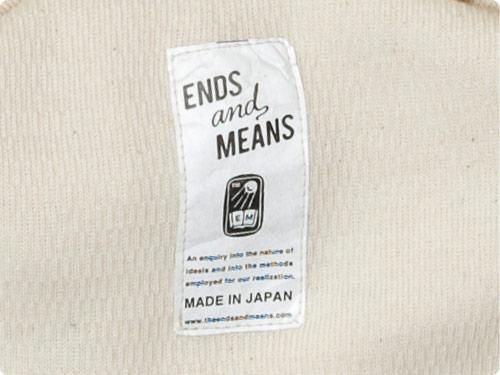 ENDS
and
MEANS
E M
An enquiry into the nature of
ideals and into the methods
employed for our realization.
MADE IN JAPAN
www.theendsandmeans.com